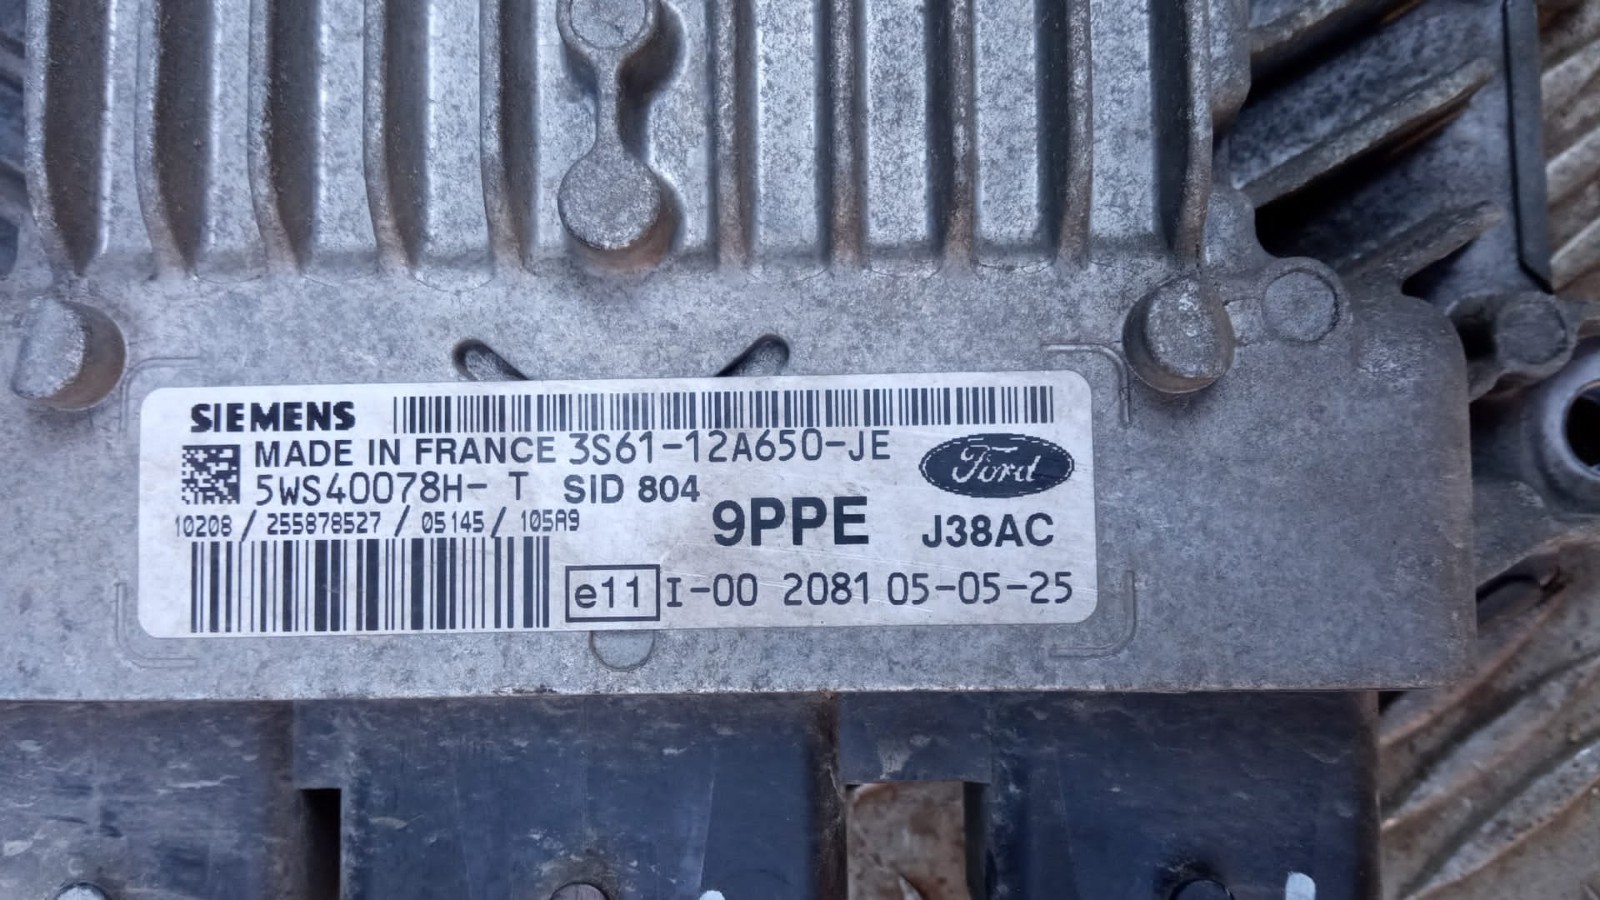 SIEMENS
MADE IN FRANCE 3S61-12A650-JE
Ford
5WS40078H- T SID 804
10208 / 255878527 / 05145 / 105A9
9PPE J38AC
e11 I-00 2081 05-05-25